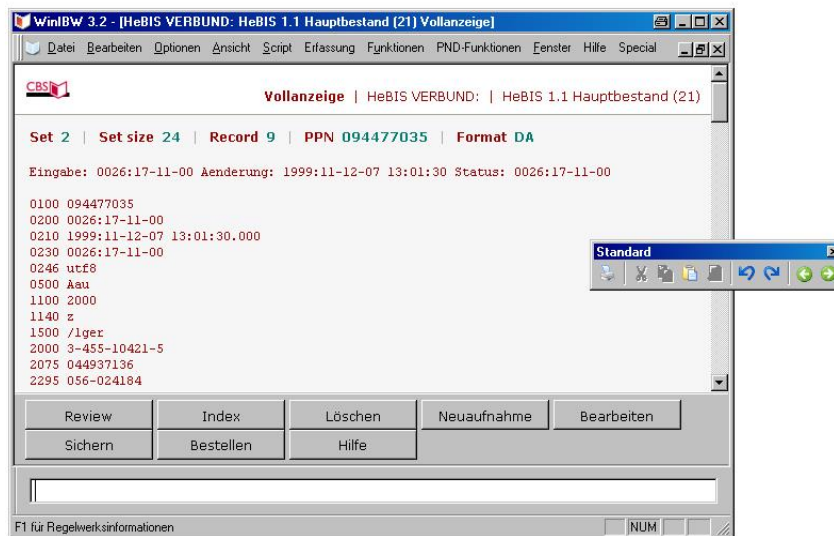 WinIBW 3.2 - [HeBIS VERBUND: HeBIS 1.1 Hauptbestand (21) Vollanzeige]
Datei Bearbeiten Optionen Ansicht Script Erfassung Funktionen PND-Funktionen Fenster Hilfe Special
CBS
Vollanzeige | HeBIS VERBUND: | HeBIS 1.1 Hauptbestand (21)
Set 2 | Set size 24 | Record 9 | PPN 094477035 | Format DA
Eingabe: 0026:17-11-00 Aenderung: 1999:11-12-07 13:01:30 Status: 0026:17-11-00
0100 094477035
0200 0026:17-11-00
0210 1999:11-12-07 13:01:30.000
0230 0026:17-11-00
0246 utf8
0500 Aau
1100 2000
1140 z
1500 /1ger
2000 3-455-10421-5
2075 044937136
2295 056-024184
Standard
Review Index Löschen Neuaufnahme Bearbeiten
Sichern Bestellen Hilfe
F1 für Regelwerksinformationen NUM